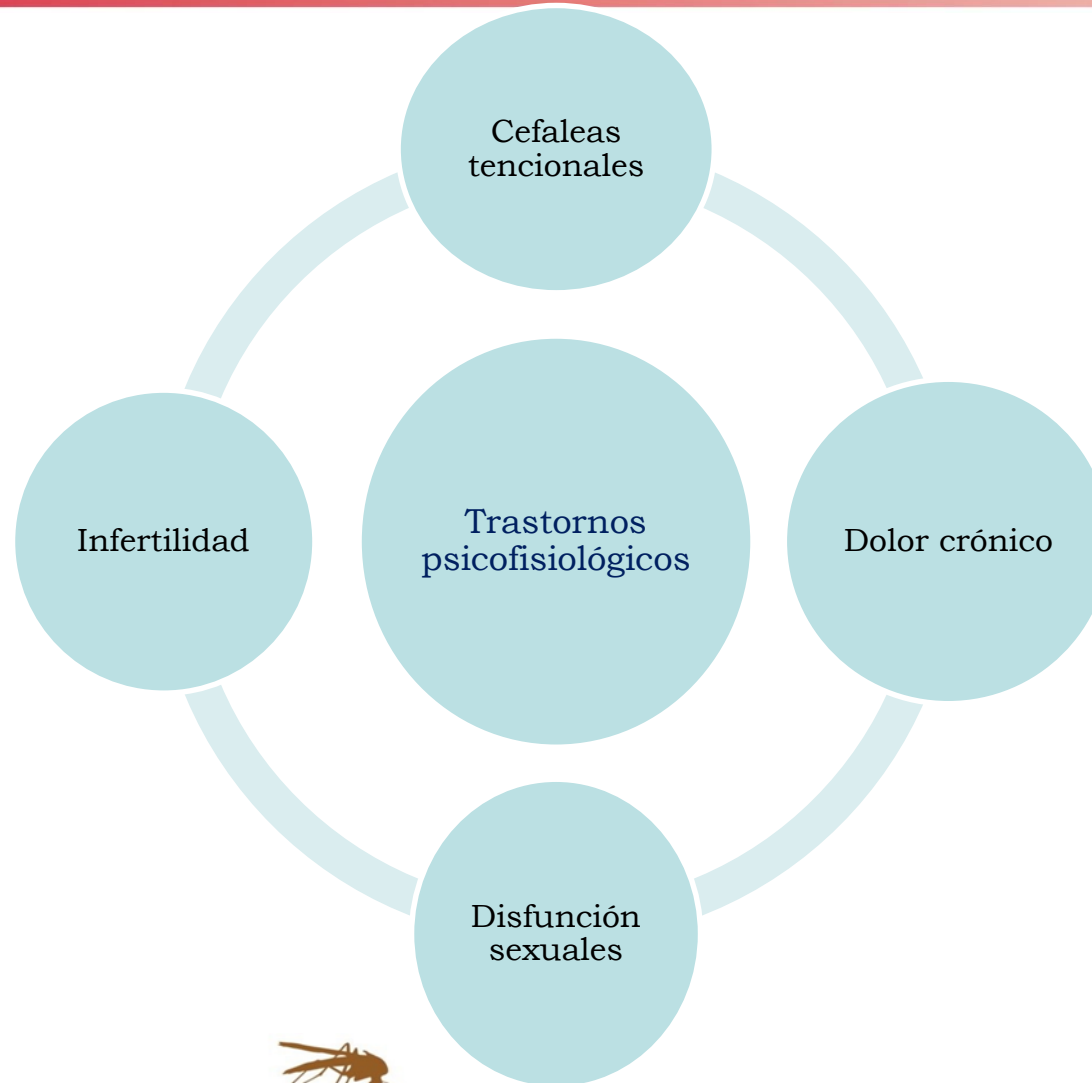 Cefaleas
tencionales
Infertilidad
Trastornos
psicofisiológicos
Dolor crónico
Disfunción
sexuales